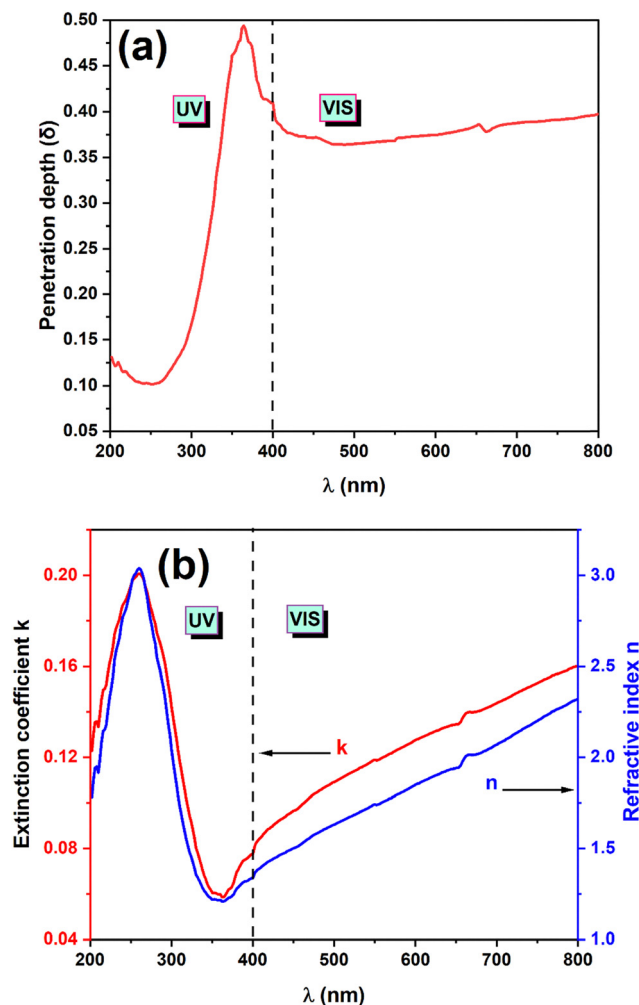 (a)
UV
VIS
Penetration depth (δ)
0.50
0.45
0.40
0.35
0.30
0.25
0.20
0.15
0.10
0.05
200
300
400
500
600
700
800
λ (nm)
(b)
UV
VIS
Extinction coefficient k
0.20
0.16
0.12
0.08
0.04
k
n
Refractive index n
3.0
2.5
2.0
1.5
1.0
200
300
400
500
600
700
800
λ (nm)